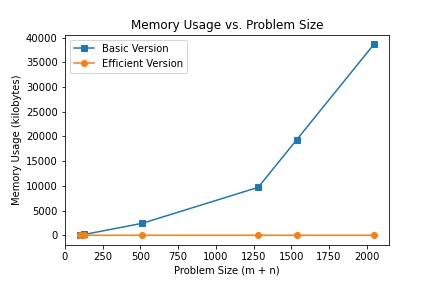 Memory Usage vs. Problem Size
40000
35000
30000
25000
20000
15000
10000
5000
0
Memory Usage (kilobytes)
Basic Version
Efficient Version
0 250 500 750 1000 1250 1500 1750 2000
Problem Size (m + n)